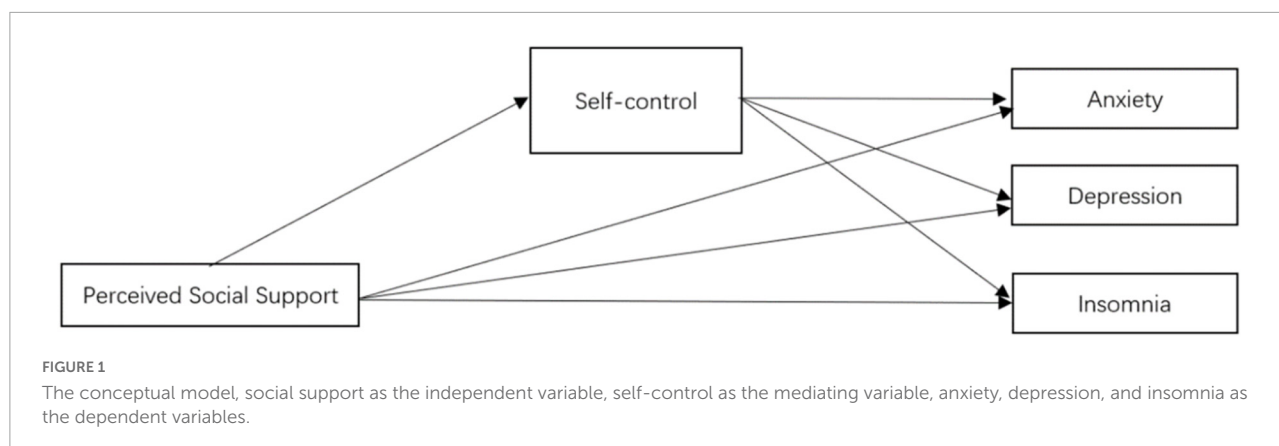 Self-control
Anxiety
Depression
Perceived Social Support
Insomnia
FIGURE 1
The conceptual model, social support as the independent variable, self-control as the mediating variable, anxiety, depression, and insomnia as
the dependent variables.